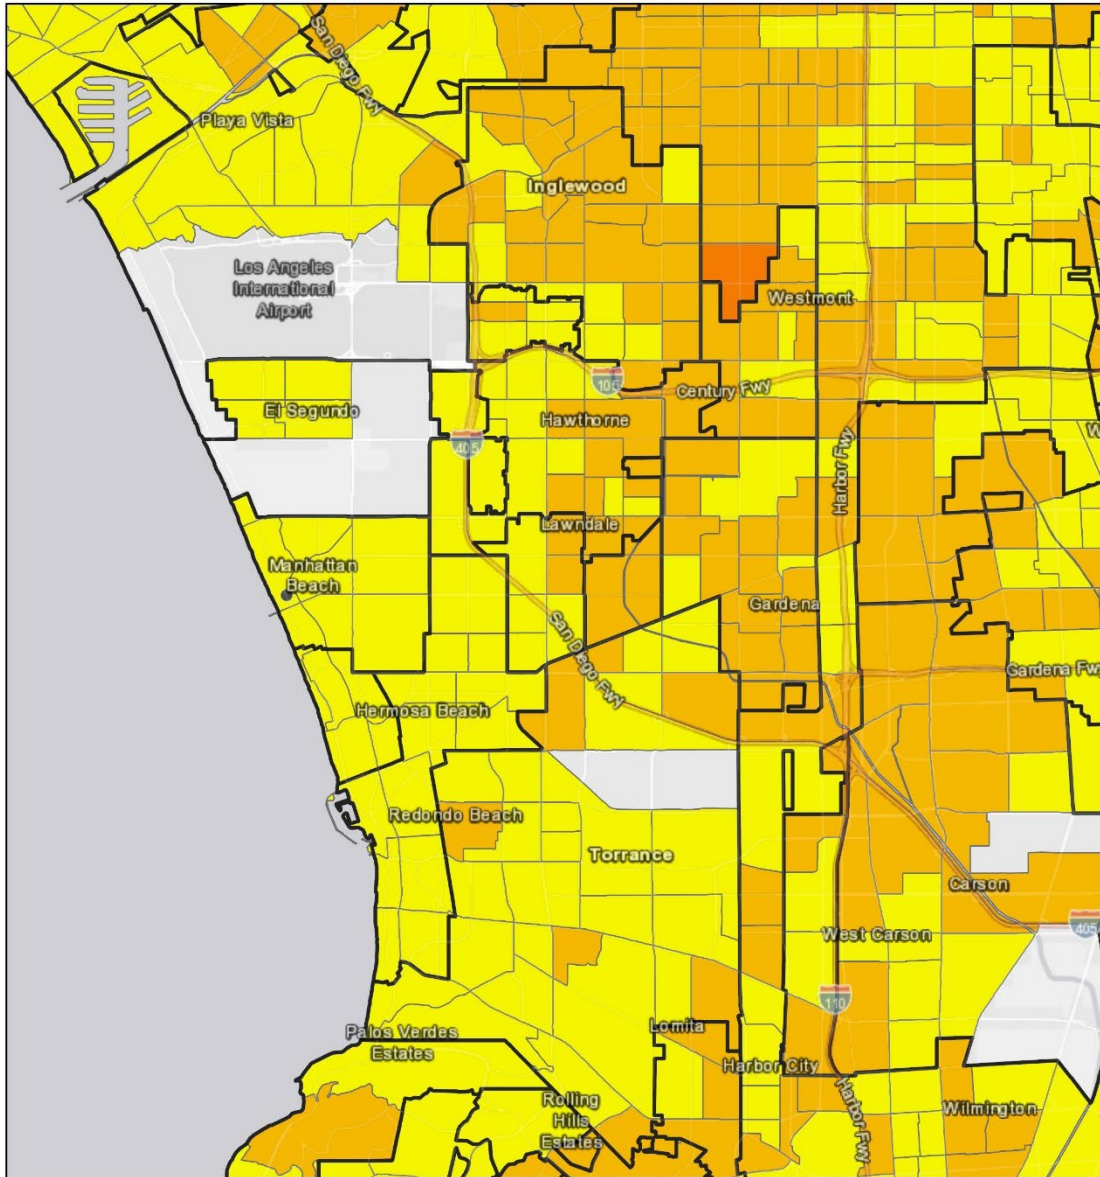 San Diego Fwy
Playa Vista
Inglewood
Los Angeles
International
Airport
Westmont
105
Century Fwy
El Segundo
Hawthorne
405
Harbor Fwy
Lawndale
Manhattan
Beach
Gardena
San Diego Fwy
Gardena Fwy
Hermosa Beach
Redondo Beach
Torrance
Carson
West Carson
405
110
Palos Verdes
Estates
Lomita
Harbor City
Rolling
Hills
Estates
Harbor Fwy
Wilmington